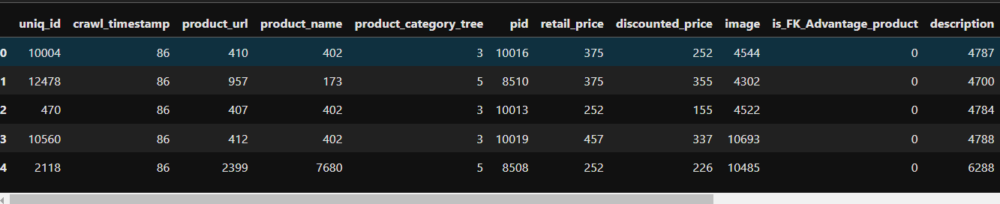 uniq_id crawl_timestamp product_url product_name product_category_tree pid retail_price discounted_price image is_FK_Advantage_product description
0 10004 86 410 402 3 10016 375 252 4544 0 4787
1 12478 86 957 173 5 8510 375 355 4302 0 4700
2 470 86 407 402 3 10013 252 155 4522 0 4784
3 10560 86 412 402 3 10019 457 337 10693 0 4788
4 2118 86 2399 7680 5 8508 252 226 10485 0 6288